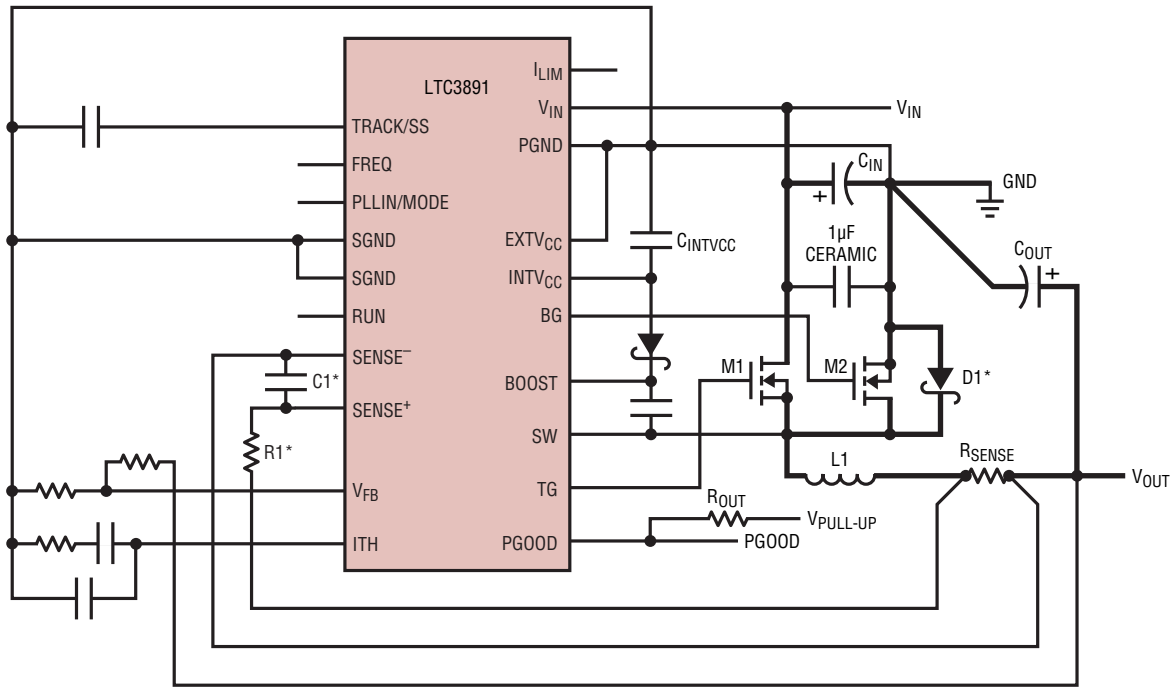 LTC3891
TRACK/SS
FREQ
PLLIN/MODE
SGND
SGND
RUN
SENSE–
SENSE+
VFB
ITH
ILIM
VIN
PGND
EXTVCC
INTVCC
BG
BOOST
SW
TG
PGOOD
C1*
R1*
CINTVCC
VIN
CIN
+
GND
1µF
CERAMIC
COUT
+
M1
M2
D1*
L1
RSENSE
VOUT
ROUT
VPULL-UP
PGOOD